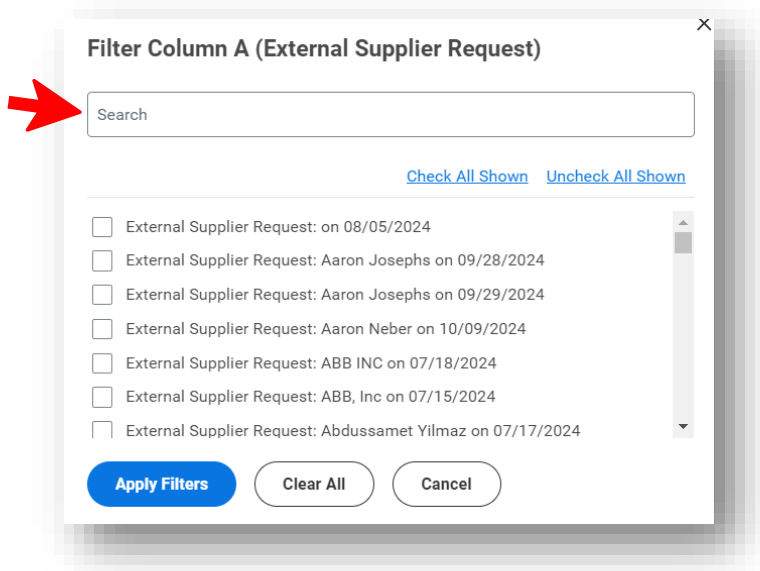 Filter Column A (External Supplier Request)
Search
Check All Shown Uncheck All Shown
External Supplier Request: on 08/05/2024
External Supplier Request: Aaron Josephs on 09/28/2024
External Supplier Request: Aaron Josephs on 09/29/2024
External Supplier Request: Aaron Neber on 10/09/2024
External Supplier Request: ABB INC on 07/18/2024
External Supplier Request: ABB, Inc on 07/15/2024
External Supplier Request: Abdussamet Yilmaz on 07/17/2024
Apply Filters Clear All Cancel